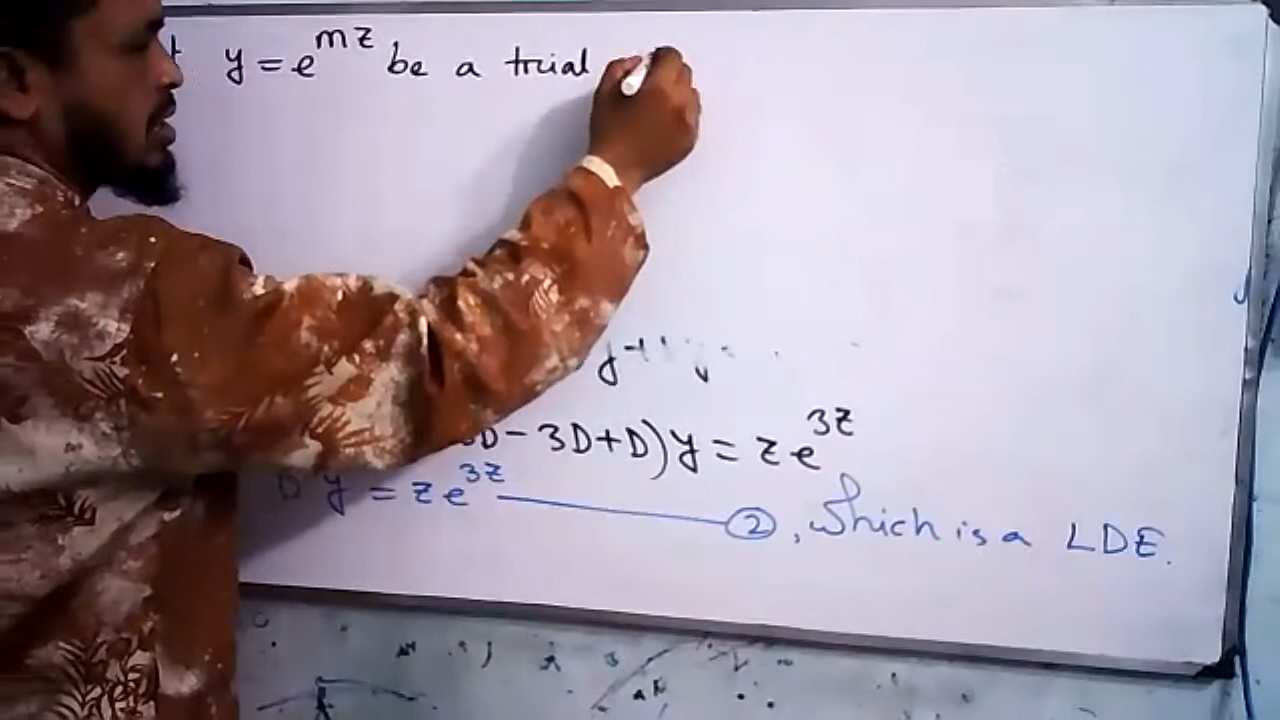 y = e^{mz} be a trial
D - 3D + D) y = z e^{3z}
D y = z e^{3z} ——— ②, which is a LDE.